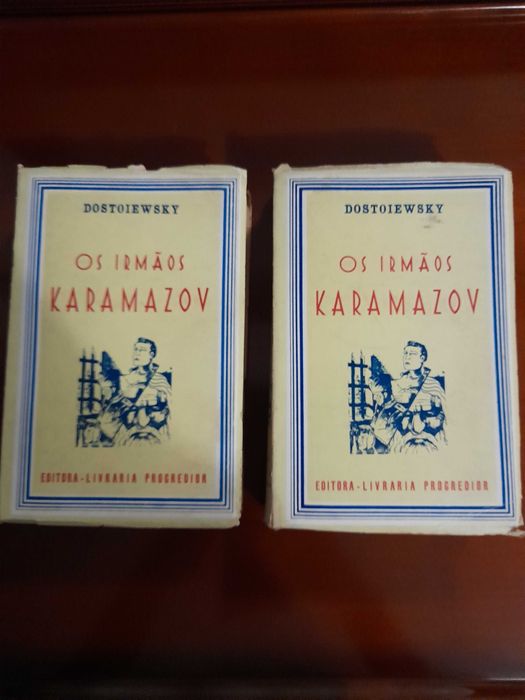 DOSTOIEWSKY
OS IRMÃOS
KARAMAZOV
EDITORA-LIVRARIA PROGREDIOR
DOSTOIEWSKY
OS IRMÃOS
KARAMAZOV
EDITORA-LIVRARIA PROGREDIOR